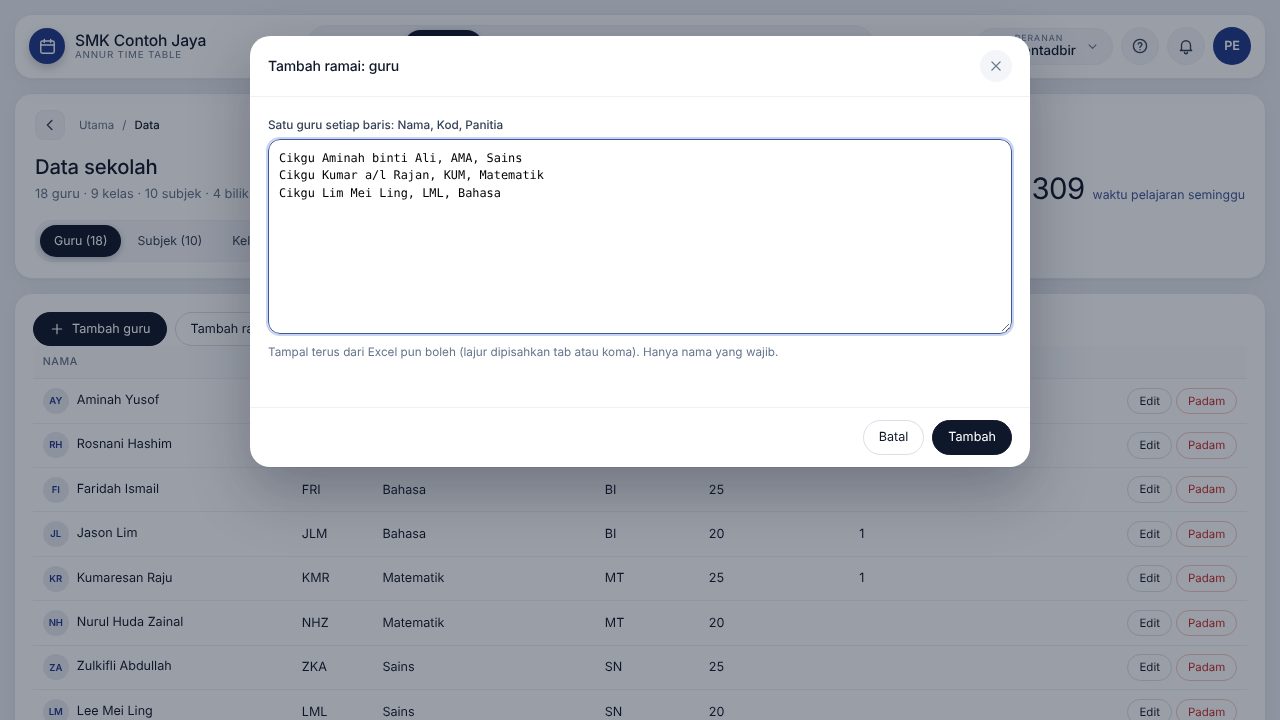 SMK Contoh Jaya
ANNUR TIME TABLE
PERANAN
ntadbir
PE
Tambah ramai: guru
Satu guru setiap baris: Nama, Kod, Panitia
Cikgu Aminah binti Ali, AMA, Sains
Cikgu Kumar a/l Rajan, KUM, Matematik
Cikgu Lim Mei Ling, LML, Bahasa
Tampal terus dari Excel pun boleh (lajur dipisahkan tab atau koma). Hanya nama yang wajib.
Batal Tambah
Utama / Data
Data sekolah
18 guru · 9 kelas · 10 subjek · 4 bilik
309 waktu pelajaran seminggu
Guru (18) Subjek (10) Kel
+ Tambah guru Tambah ra
NAMA
AY Aminah Yusof Edit Padam
RH Rosnani Hashim Edit Padam
FI Faridah Ismail FRI Bahasa BI 25 Edit Padam
JL Jason Lim JLM Bahasa BI 20 1 Edit Padam
KR Kumaresan Raju KMR Matematik MT 25 1 Edit Padam
NH Nurul Huda Zainal NHZ Matematik MT 20 Edit Padam
ZA Zulkifli Abdullah ZKA Sains SN 25 Edit Padam
LM Lee Mei Ling LML Sains SN 20 Edit Padam